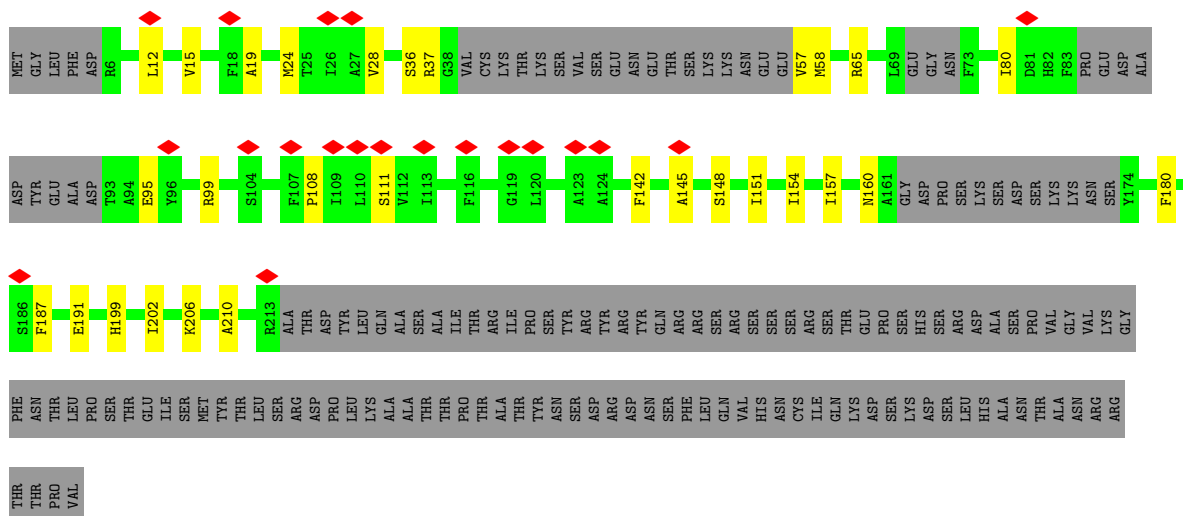 MET GLY LEU PHE ASP R6 L12 V15 F18 A19 M24 T25 I26 A27 V28 S36 R37 G38 VAL CYS LYS THR LYS SER VAL SER GLU ASN GLU THR SER LYS LYS ASN GLU GLU V57 M58 R65 L69 GLU GLY ASN F73 I80 D81 H82 F83 PRO GLU ASP ALA
ASP TYR GLU ALA ASP T93 A94 E95 Y96 R99 S104 F107 P108 I109 L110 S111 V112 I113 F116 G119 L120 A123 A124 F142 A145 S148 I151 I154 I157 N160 A161 GLY ASP PRO SER LYS SER ASP SER LYS LYS ASN SER Y174 F180
S186 F187 E191 H199 I202 K206 A210 R213 ALA THR ASP TYR LEU GLN ALA SER ALA ILE THR ARG ILE PRO SER TYR ARG TYR ARG TYR GLN ARG ARG SER ARG SER SER SER ARG SER THR GLU PRO SER HIS SER ARG ASP ALA SER PRO VAL GLY VAL LYS GLY
PHE ASN THR LEU PRO SER THR GLU ILE SER MET TYR THR LEU SER ARG ASP PRO LEU LYS ALA ALA THR THR PRO THR ALA THR TYR ASN SER ASP ARG ASP ASN SER PHE LEU GLN VAL HIS ASN CYS ILE GLN LYS ASP SER LYS ASP SER LEU HIS ALA ASN THR ALA ASN ARG ARG
THR THR PRO VAL